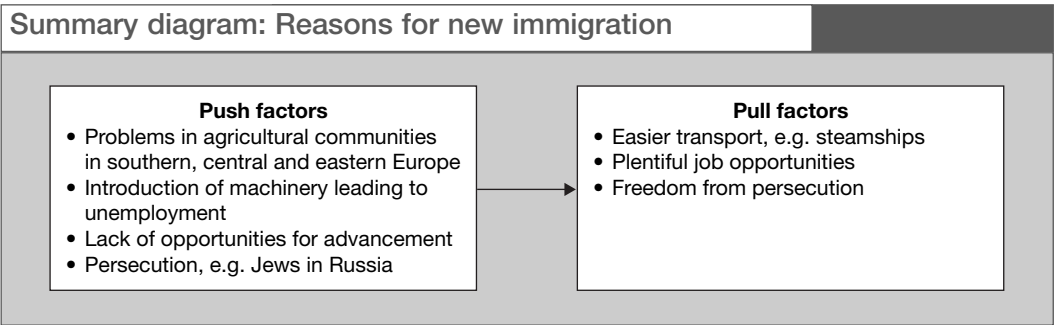 Summary diagram: Reasons for new immigration
Push factors
• Problems in agricultural communities
in southern, central and eastern Europe
• Introduction of machinery leading to
unemployment
• Lack of opportunities for advancement
• Persecution, e.g. Jews in Russia
Pull factors
• Easier transport, e.g. steamships
• Plentiful job opportunities
• Freedom from persecution